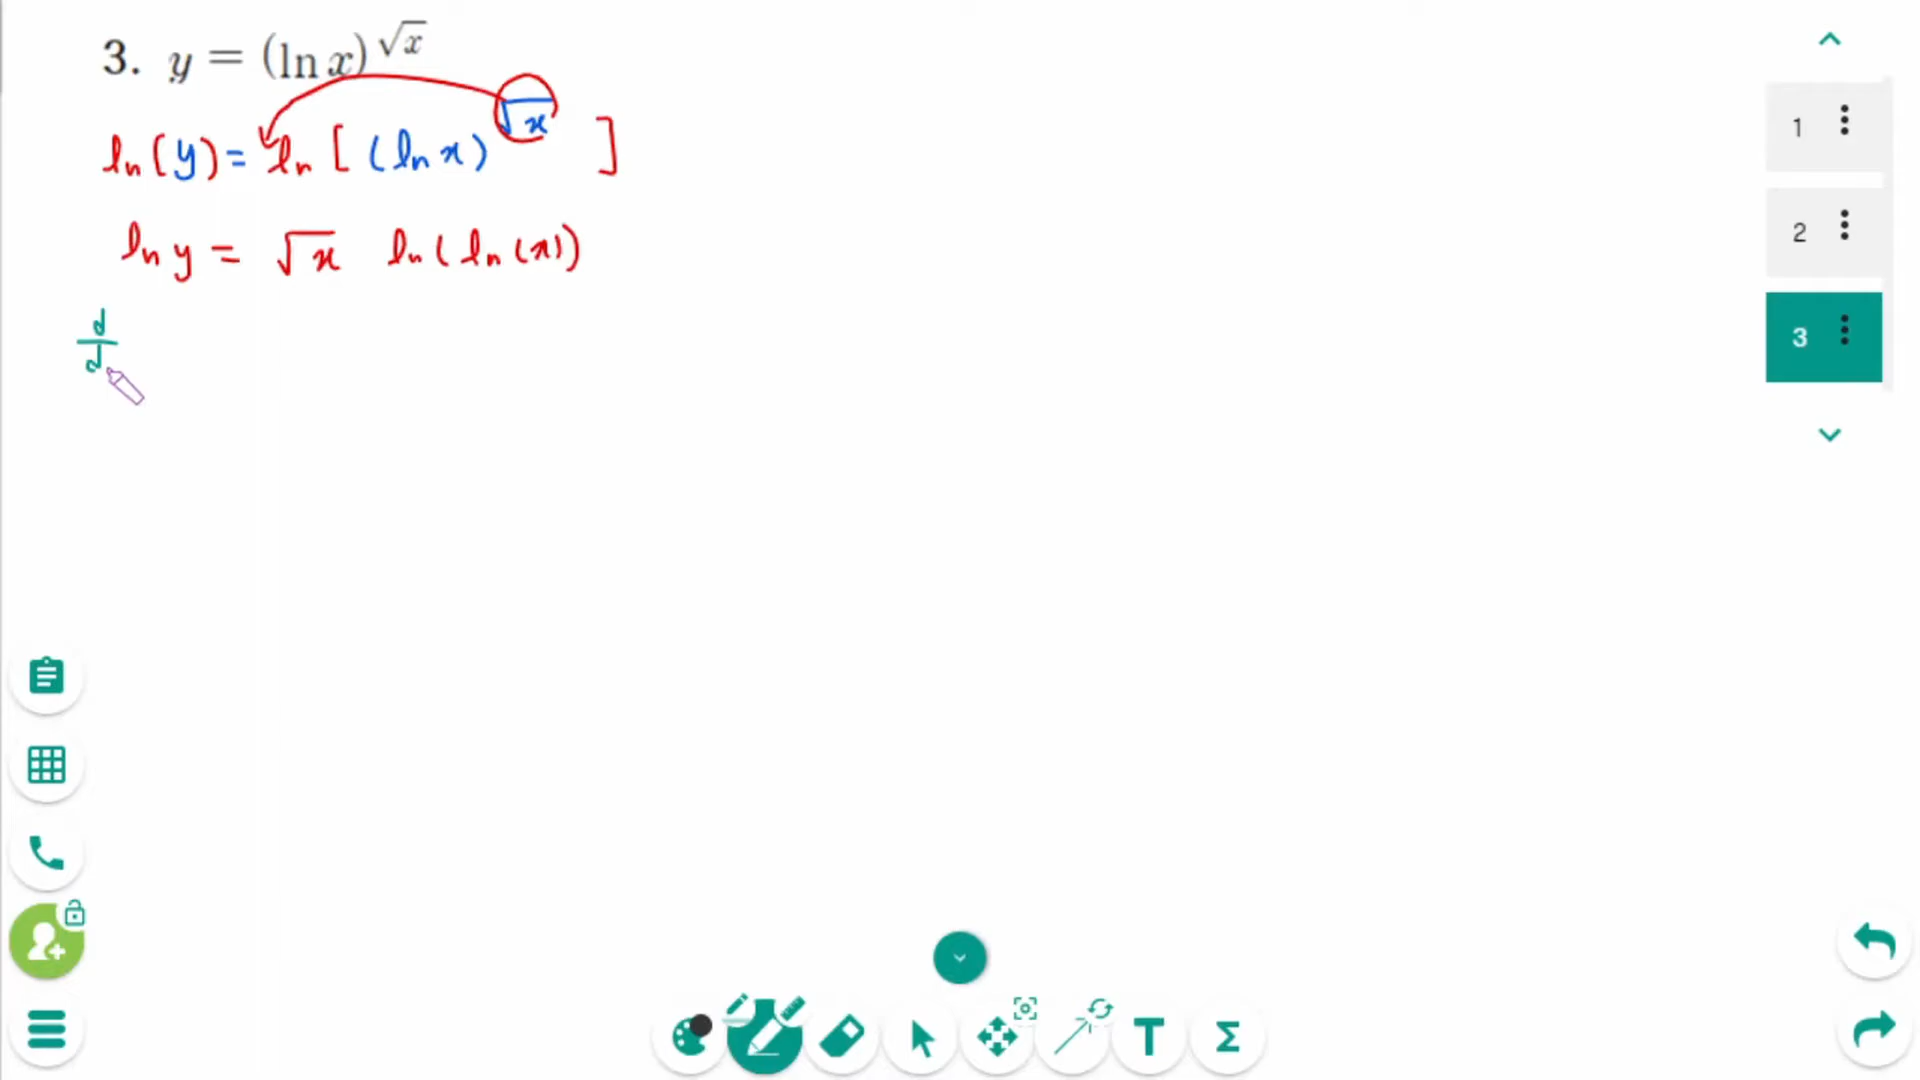 3. y = (ln x)^√x
ln(y) = ln[(ln x)^√x]
ln y = √x ln(ln(x))
d/d
1
2
3
T
Σ